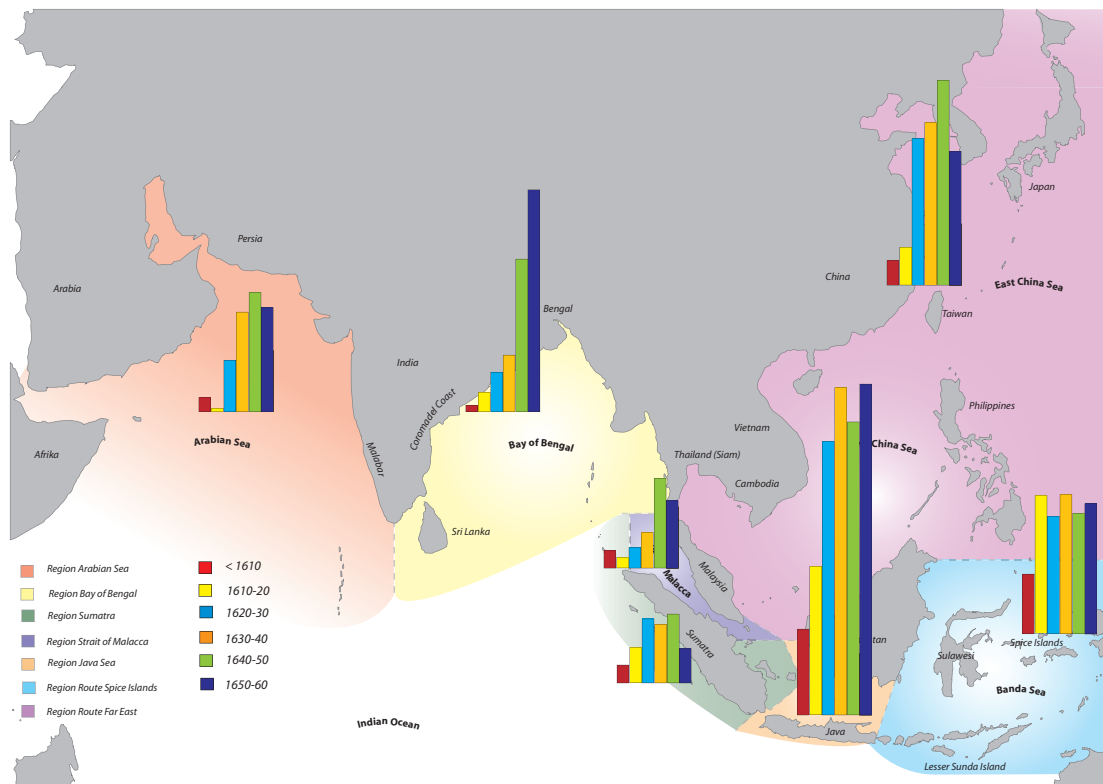 Japan
Persia
China
East China Sea
Arabia
Bengal
Taiwan
India
Coromadel Coast
Philippines
Vietnam
Arabian Sea
Bay of Bengal
China Sea
Afrika
Malabar
Thailand (Siam)
Cambodia
Sri Lanka
Malaysia
Malacca
Region Arabian Sea
Region Bay of Bengal
Region Sumatra
Region Strait of Malacca
Region Java Sea
Region Route Spice Islands
Region Route Far East
< 1610
1610-20
1620-30
1630-40
1640-50
1650-60
Sumatra
tan
Spice Islands
Sulawesi
Banda Sea
Indian Ocean
Java
Lesser Sunda Island